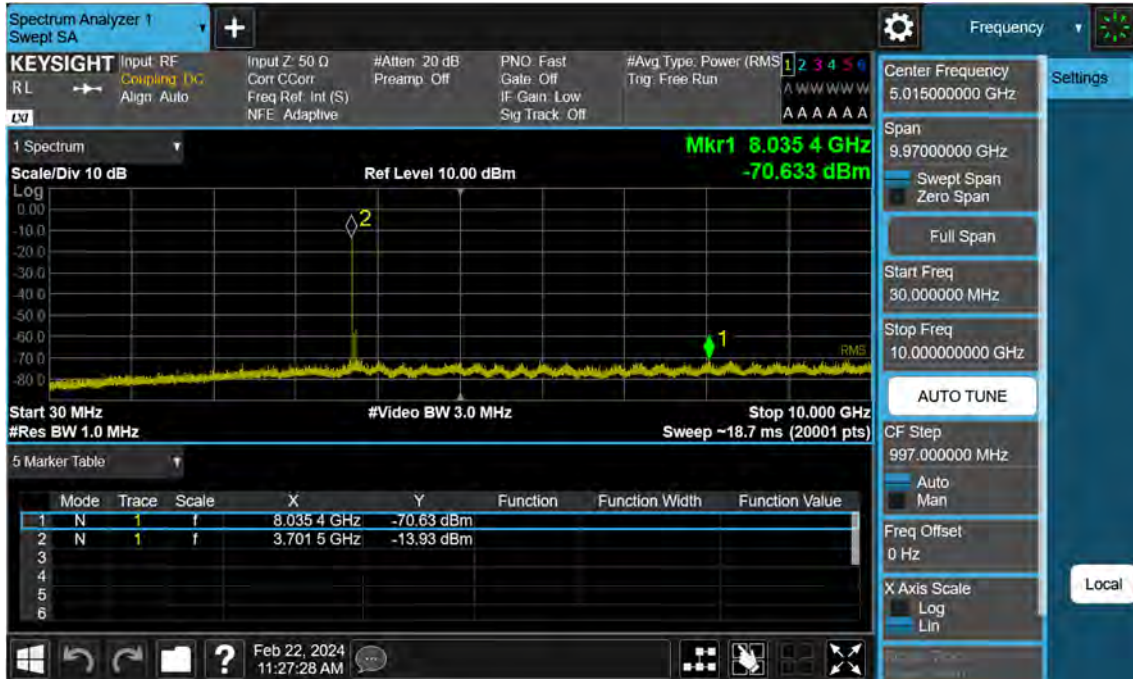 Spectrum Analyzer 1
Swept SA
+
Frequency
KEYSIGHT
RL
LXI
Input: RF
Coupling: DC
Align: Auto
Input Z: 50 Ω
Corr CCorr
Freq Ref: Int (S)
NFE: Adaptive
#Atten: 20 dB
Preamp: Off
PNO: Fast
Gate: Off
IF Gain: Low
Sig Track: Off
#Avg Type: Power (RMS
Trig: Free Run
1 2 3 4 5 6
A W W W W W
A A A A A A
1 Spectrum
Scale/Div 10 dB
Ref Level 10.00 dBm
Mkr1 8.035 4 GHz
-70.633 dBm
Log
0.00
-10.0
-20.0
-30.0
-40.0
-50.0
-60.0
-70.0
-80.0
2
1
RMS
Start 30 MHz
#Video BW 3.0 MHz
Stop 10.000 GHz
#Res BW 1.0 MHz
Sweep ~18.7 ms (20001 pts)
5 Marker Table
Mode Trace Scale X Y Function Function Width Function Value
1 N 1 f 8.035 4 GHz -70.63 dBm
2 N 1 f 3.701 5 GHz -13.93 dBm
3
4
5
6
?
Feb 22, 2024
11:27:28 AM
Center Frequency
5.015000000 GHz
Settings
Span
9.97000000 GHz
Swept Span
Zero Span
Full Span
Start Freq
30.000000 MHz
Stop Freq
10.000000000 GHz
AUTO TUNE
CF Step
997.000000 MHz
Auto
Man
Freq Offset
0 Hz
X Axis Scale
Log
Lin
Local